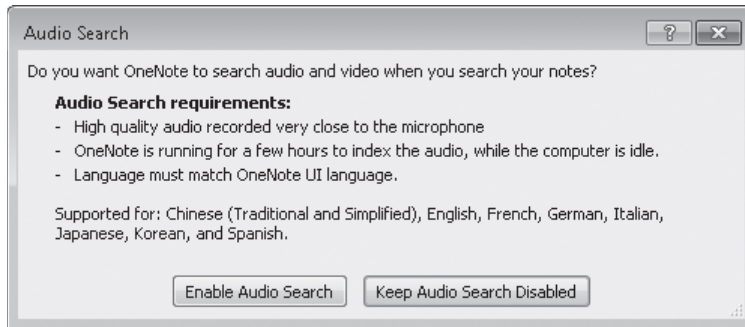 Audio Search
Do you want OneNote to search audio and video when you search your notes?
Audio Search requirements:
- High quality audio recorded very close to the microphone
- OneNote is running for a few hours to index the audio, while the computer is idle.
- Language must match OneNote UI language.
Supported for: Chinese (Traditional and Simplified), English, French, German, Italian,
Japanese, Korean, and Spanish.
Enable Audio Search Keep Audio Search Disabled